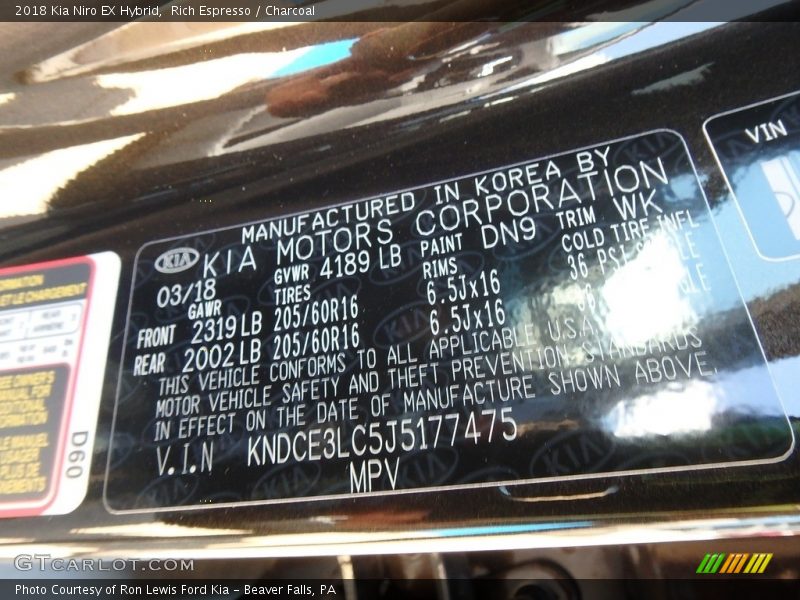 2018 Kia Niro EX Hybrid, Rich Espresso / Charcoal
VIN
MANUFACTURED IN KOREA BY
KIA KIA MOTORS CORPORATION
03/18 GVWR 4189 LB PAINT DN9 TRIM WK
GAWR TIRES RIMS COLD TIRE INFL
FRONT 2319 LB 205/60R16 6.5Jx16 36 PSI
REAR 2002 LB 205/60R16 6.5Jx16
THIS VEHICLE CONFORMS TO ALL APPLICABLE U.S.A.
MOTOR VEHICLE SAFETY AND THEFT PREVENTION STANDARDS
IN EFFECT ON THE DATE OF MANUFACTURE SHOWN ABOVE.
V.I.N KNDCE3LC5J5177475
MPV
D60
GTCARLOT.COM
Photo Courtesy of Ron Lewis Ford Kia - Beaver Falls, PA